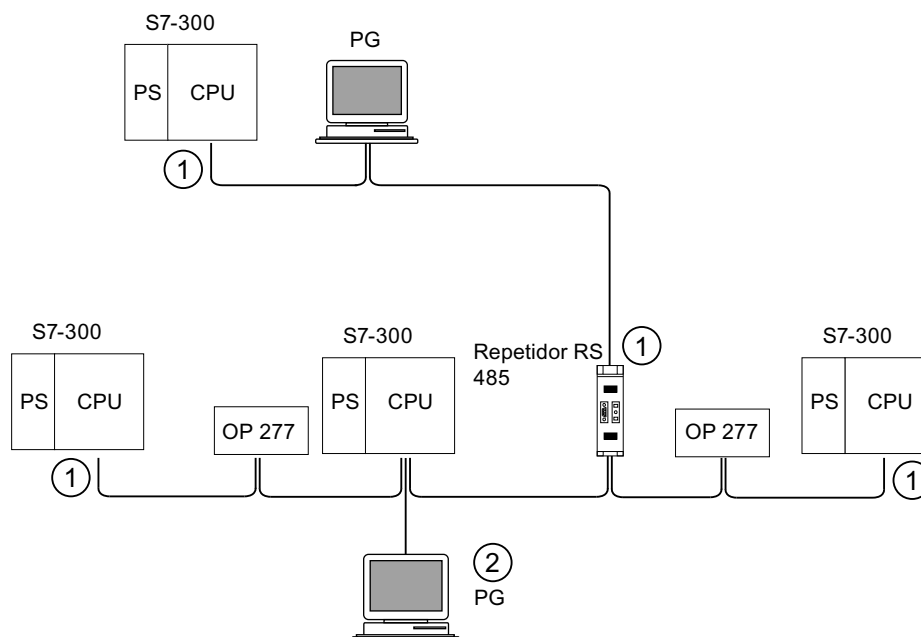 S7-300
PG
PS CPU
1
S7-300
S7-300
Repetidor RS
485
1
S7-300
PS CPU
OP 277
PS CPU
OP 277
PS CPU
1
1
2
PG